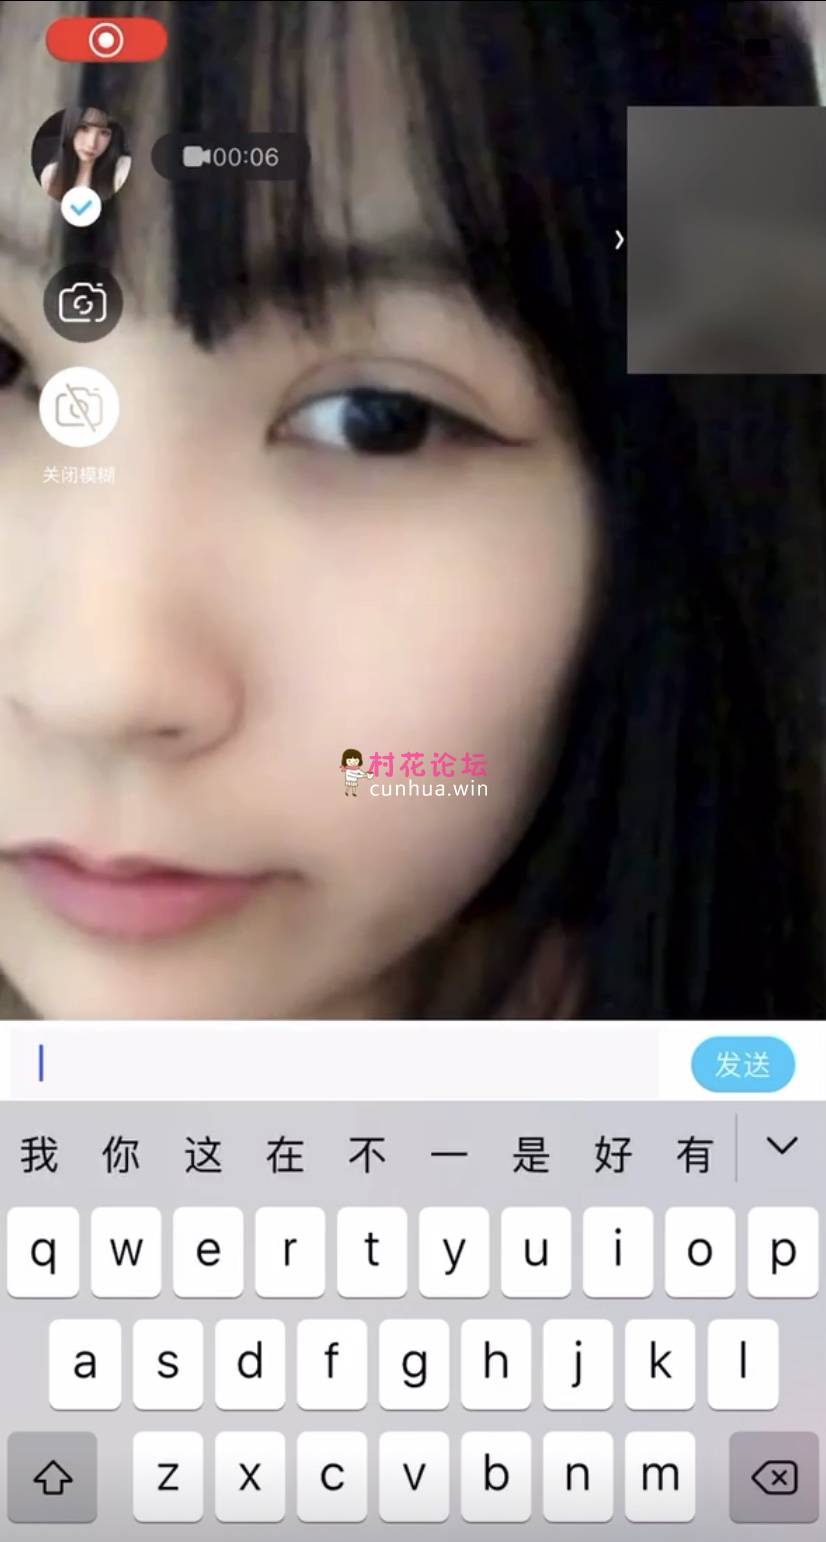 00:06
关闭模糊
村花论坛
cunhua.win
发送
我 你 这 在 不 一 是 好 有
q w e r t y u i o p
a s d f g h j k l
z x c v b n m